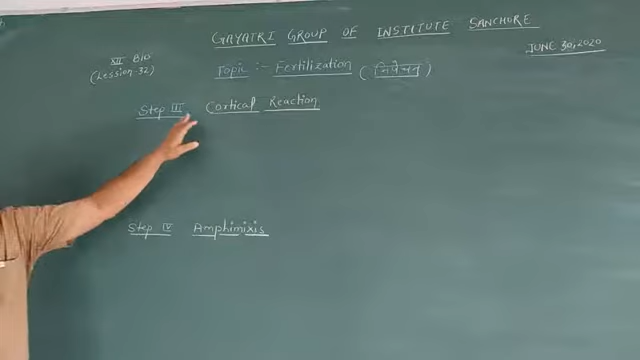 GAYATRI GROUP OF INSTITUTE SANCHORE
JUNE 30, 2020
XII BIO
(Lession-32)
Topic :- Fertilization (निषेचन)
Step III Cortical Reaction
Step IV Amphimixis